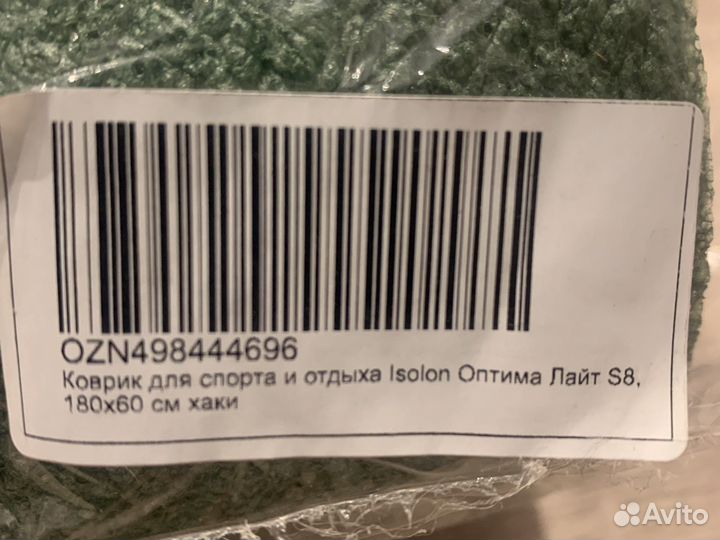 OZN498444696
Коврик для спорта и отдыха Isolon Оптима Лайт S8,
180x60 см хаки
Avito